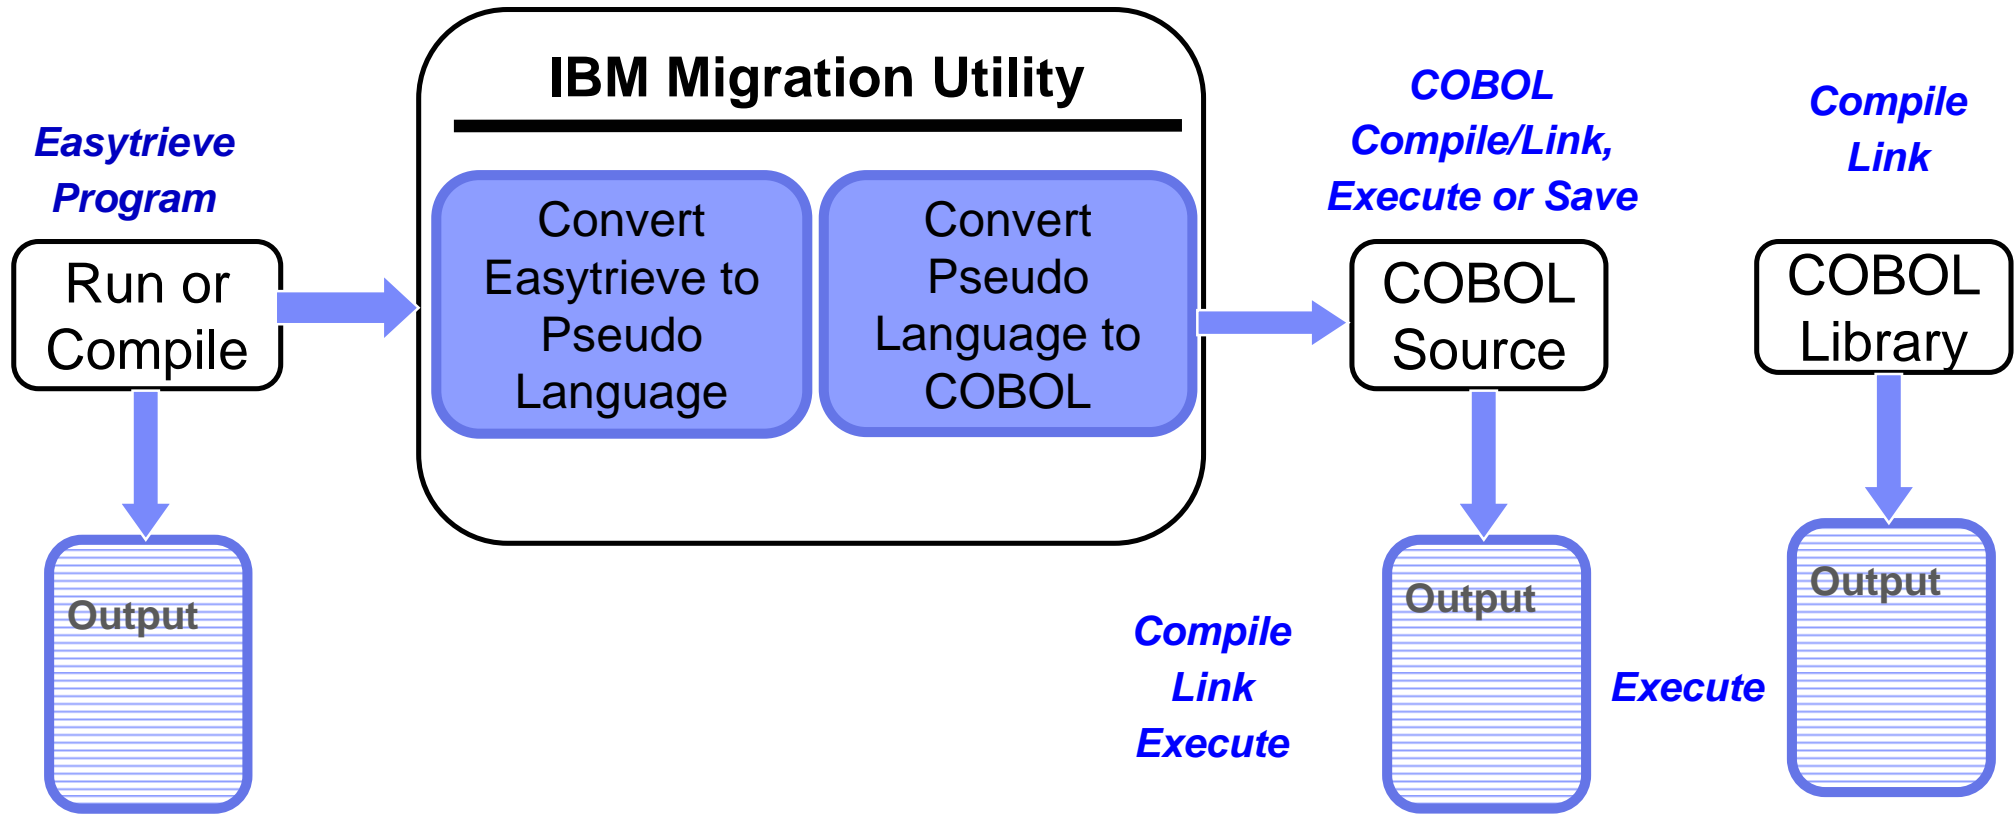 IBM Migration Utility
Easytrieve
Program
Run or
Compile
Output
Convert
Easytrieve to
Pseudo
Language
Convert
Pseudo
Language to
COBOL
COBOL
Compile/Link,
Execute or Save
COBOL
Source
Compile
Link
Execute
Output
Compile
Link
COBOL
Library
Execute
Output